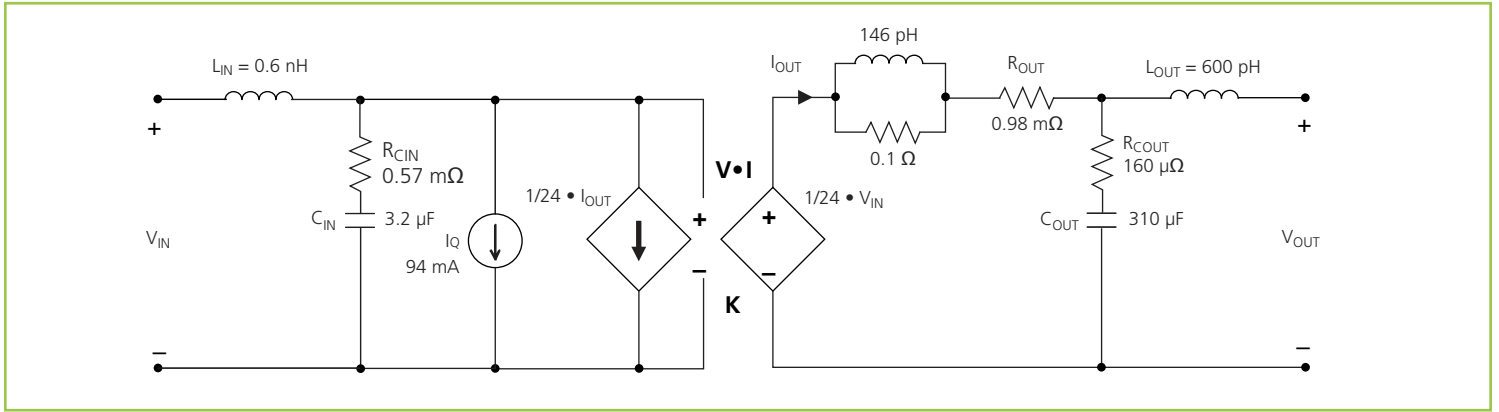 L_IN = 0.6 nH
+
R_CIN
0.57 mΩ
C_IN
3.2 µF
V_IN
I_Q
94 mA
−
1/24 • I_OUT
V•I
+
−
K
1/24 • V_IN
+
−
I_OUT
146 pH
0.1 Ω
R_OUT
0.98 mΩ
L_OUT = 600 pH
+
R_COUT
160 µΩ
C_OUT
310 µF
V_OUT
−